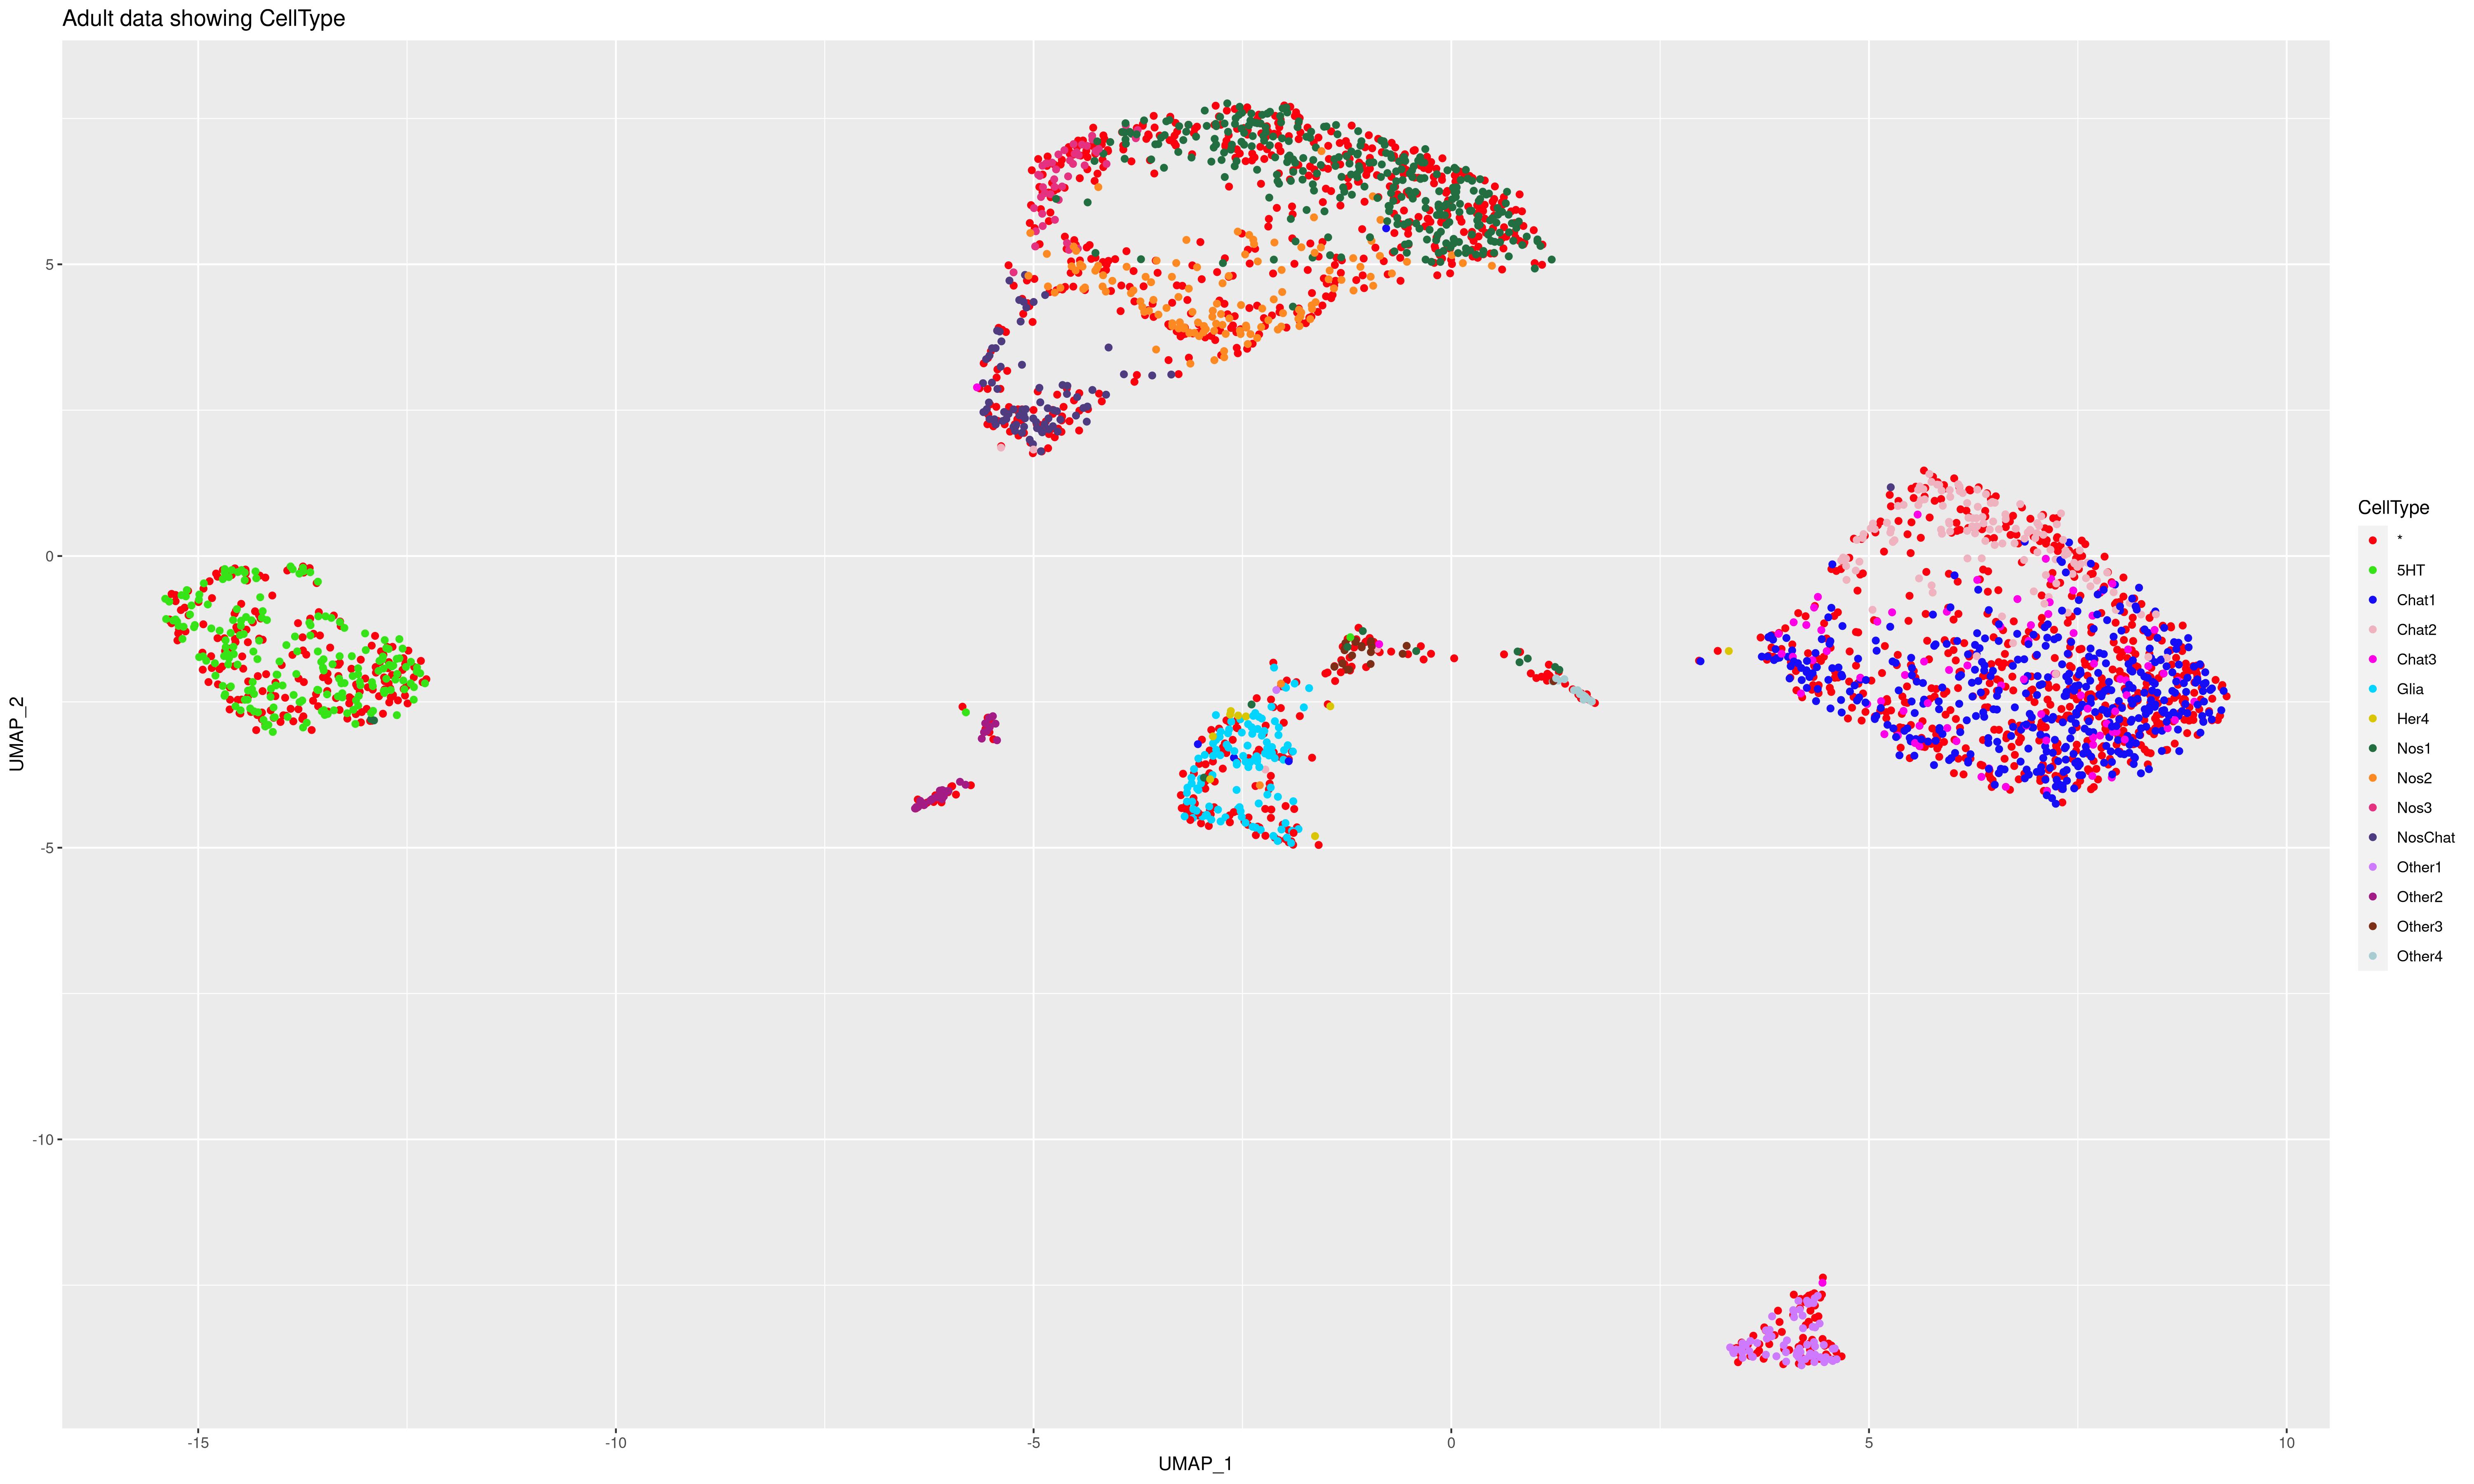 Adult data showing CellType
UMAP_2
5
0
-5
-10
-15
-10
-5
0
5
10
UMAP_1
CellType
*
5HT
Chat1
Chat2
Chat3
Glia
Her4
Nos1
Nos2
Nos3
NosChat
Other1
Other2
Other3
Other4